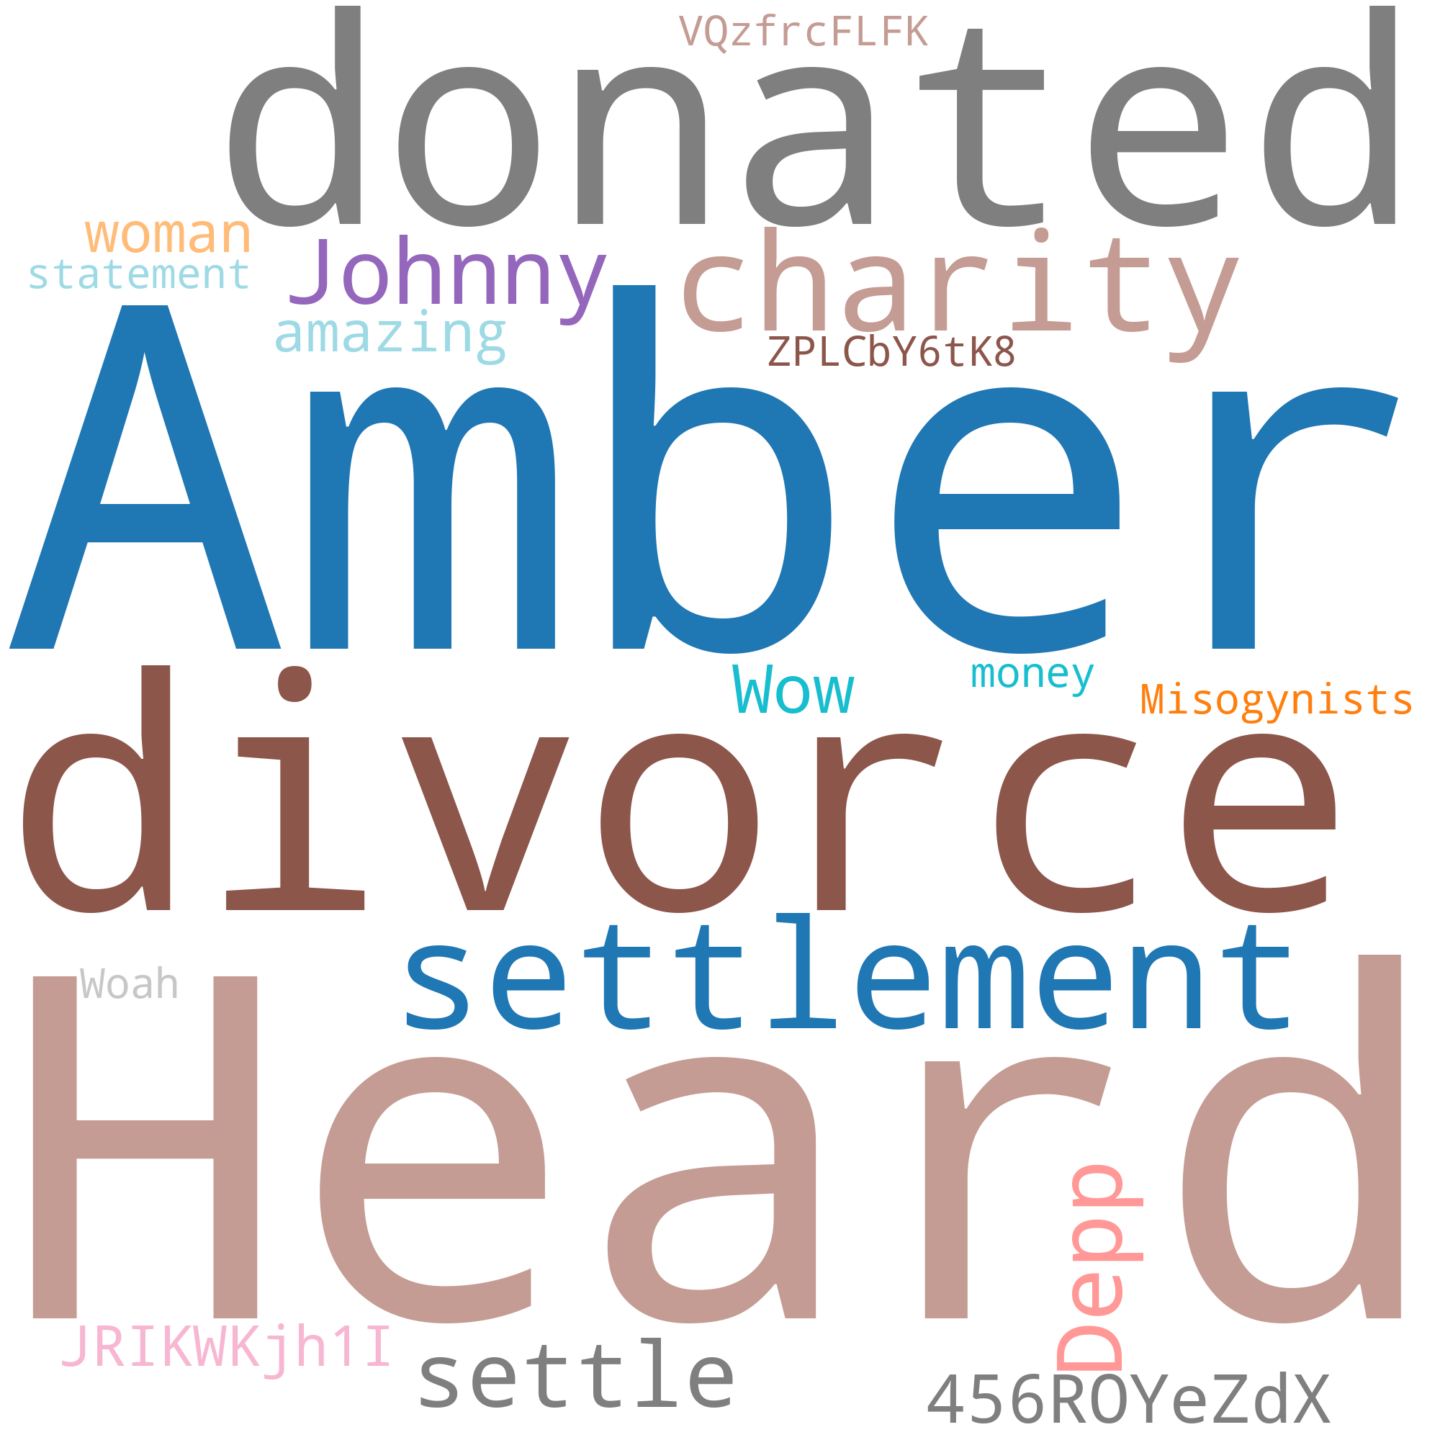 VQzfrcFLFK
donated
woman
Johnny
charity
statement
amazing
ZPLCbY6tK8
Amber
Wow
money
Misogynists
divorce
settlement
Woah
Heard
Depp
JRIKWKjh1I
settle
456ROYeZdX